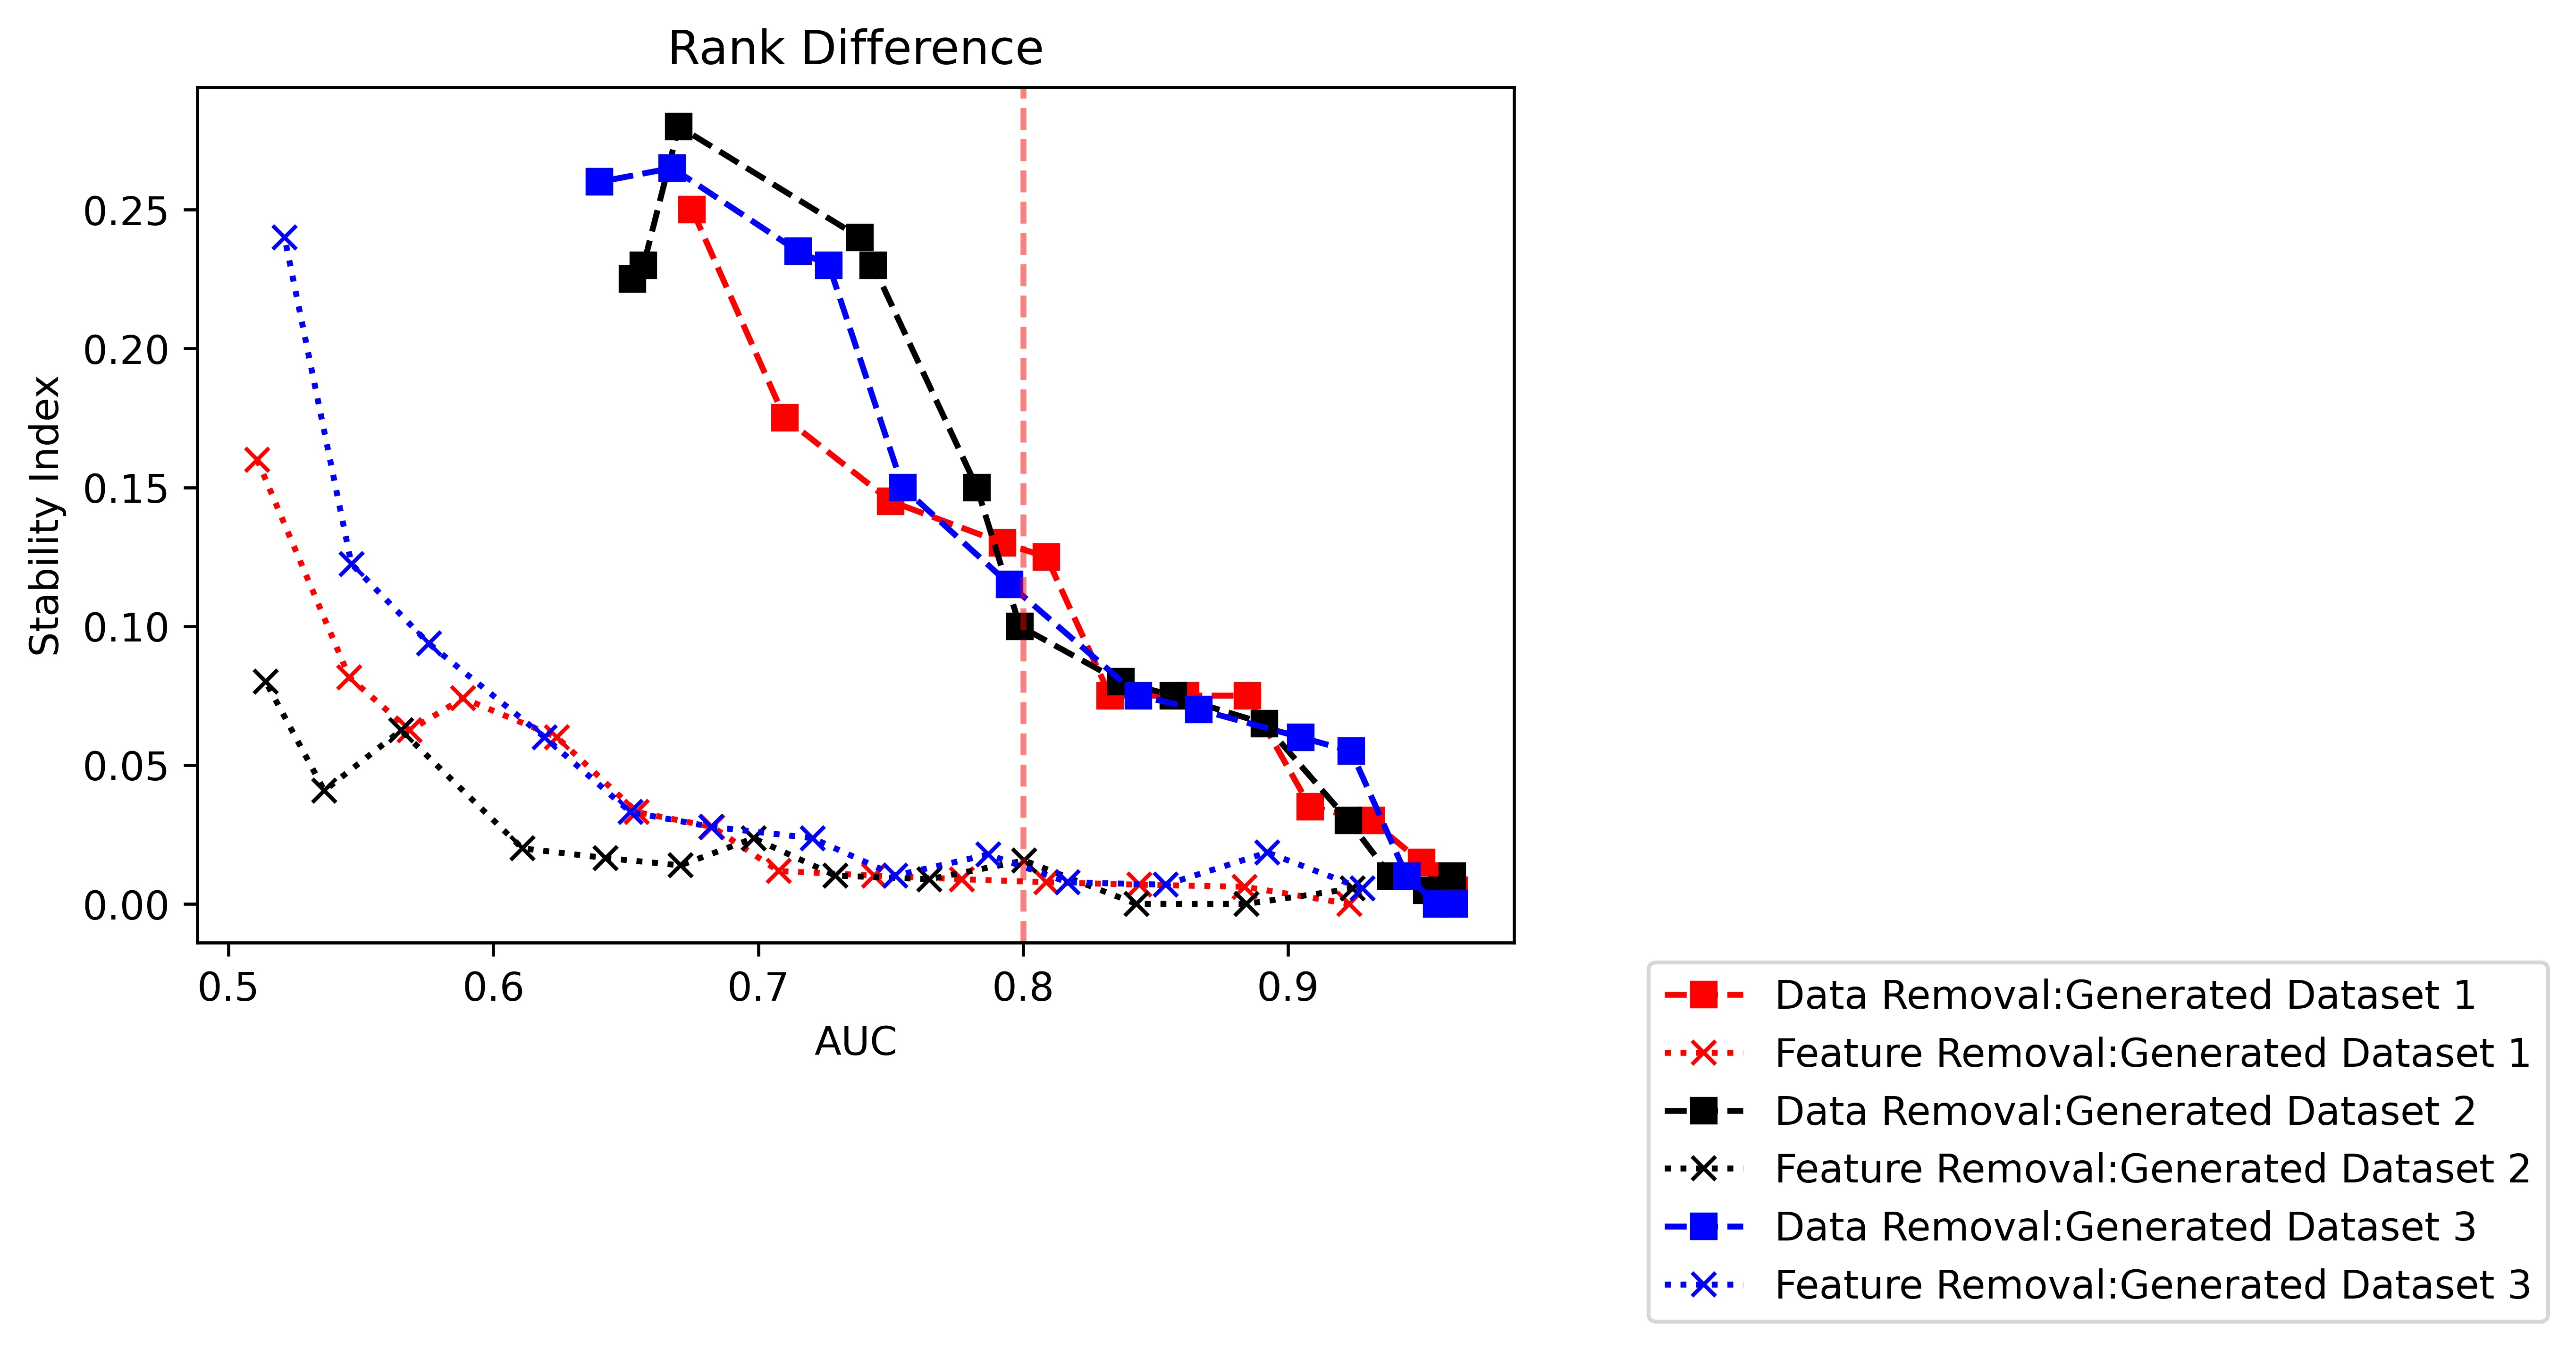 Rank Difference
Stability Index
0.25
0.20
0.15
0.10
0.05
0.00
0.5 0.6 0.7 0.8 0.9
AUC
Data Removal:Generated Dataset 1
Feature Removal:Generated Dataset 1
Data Removal:Generated Dataset 2
Feature Removal:Generated Dataset 2
Data Removal:Generated Dataset 3
Feature Removal:Generated Dataset 3